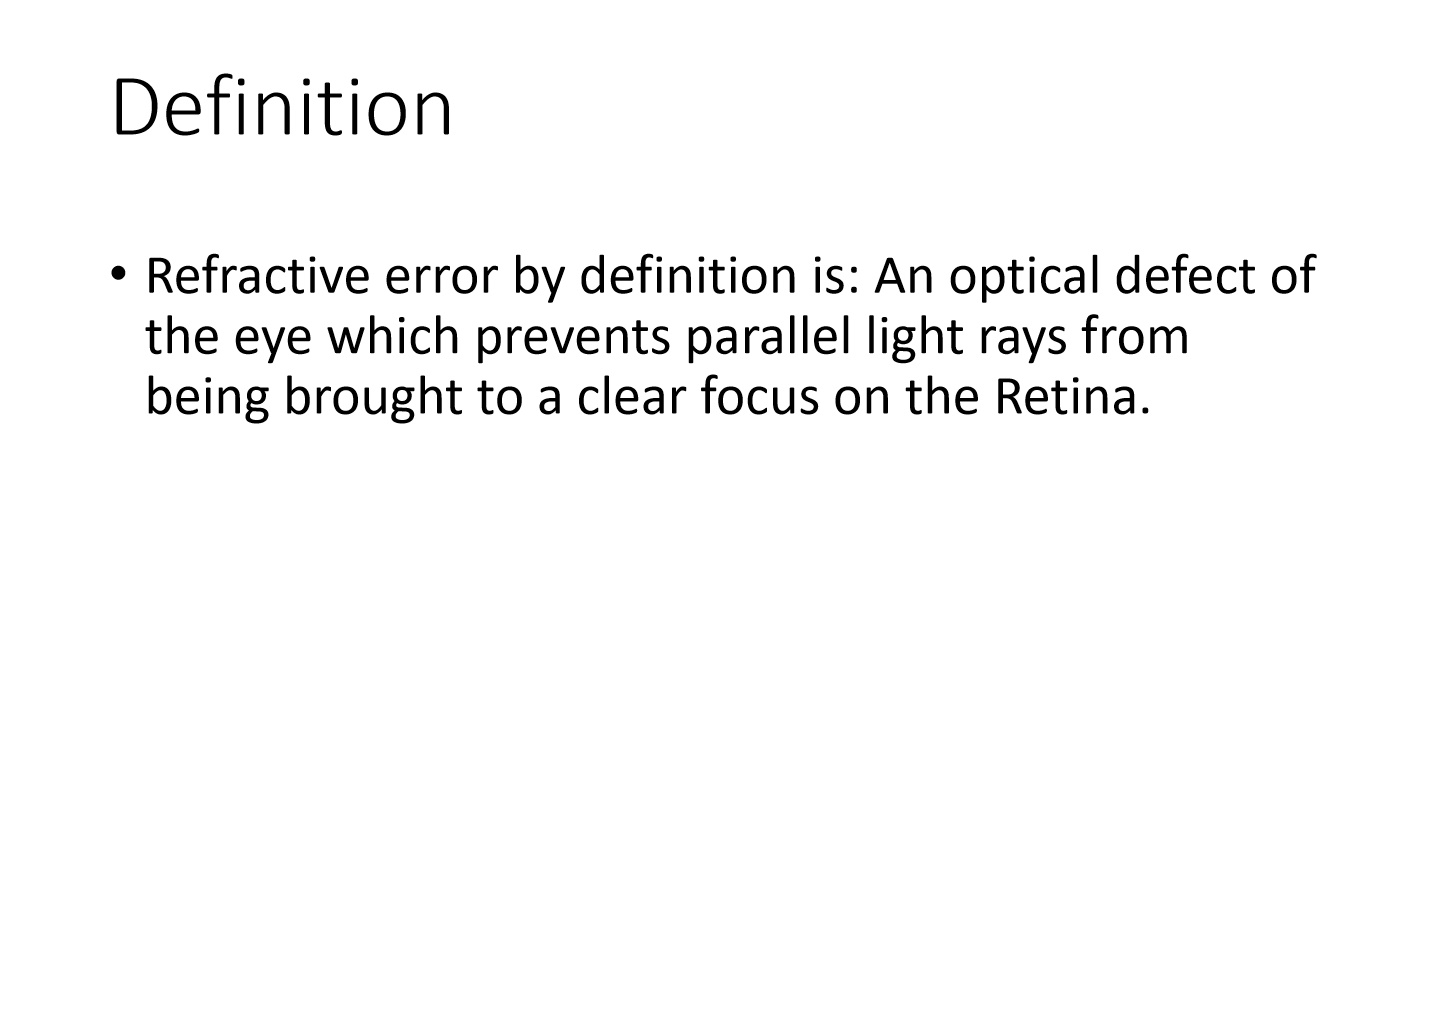 Definition
• Refractive error by definition is: An optical defect of
the eye which prevents parallel light rays from
being brought to a clear focus on the Retina.